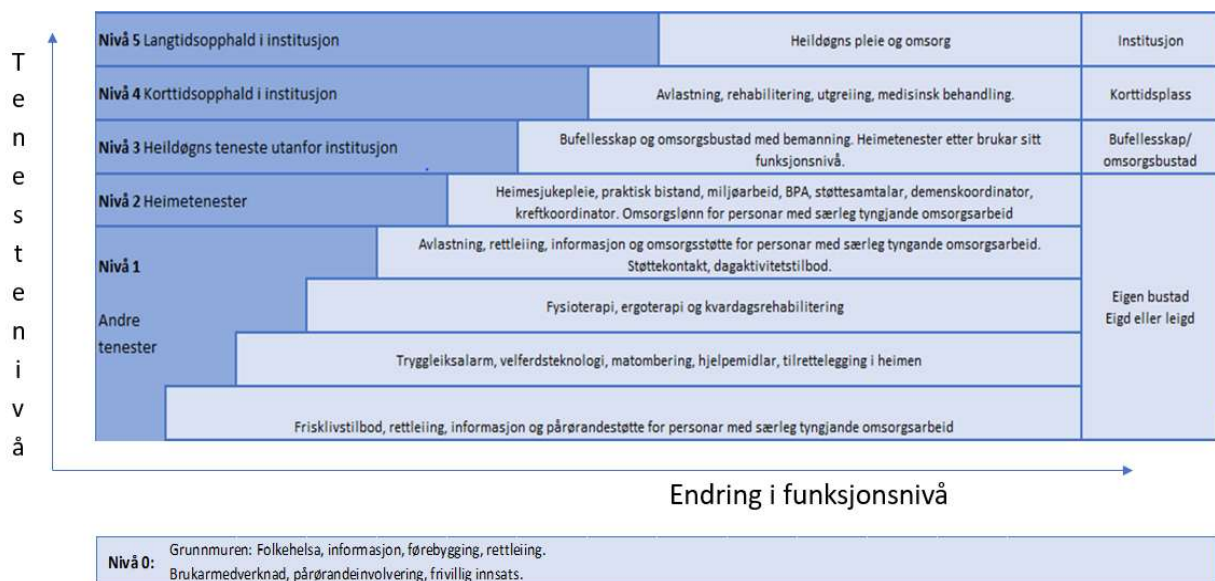 Tenestenivå
Nivå 5 Langtidsopphald i institusjon
Heildøgns pleie og omsorg
Institusjon
Nivå 4 Korttidsopphald i institusjon
Avlastning, rehabilitering, utgreiing, medisinsk behandling.
Korttidsplass
Nivå 3 Heildøgns teneste utanfor institusjon
Bufellesskap og omsorgsbustad med bemanning. Heimetenester etter brukar sitt
funksjonsnivå.
Bufellesskap/
omsorgsbustad
Nivå 2 Heimetenester
Heimesjukepleie, praktisk bistand, miljøarbeid, BPA, støttesamtalar, demenskoordinator,
kreftkoordinator. Omsorgslønn for personar med særleg tyngjande omsorgsarbeid
Nivå 1
Andre
tenester
Avlastning, rettleiing, informasjon og omsorgsstøtte for personar med særleg tyngande omsorgsarbeid.
Støttekontakt, dagaktivitetstilbod.
Fysioterapi, ergoterapi og kvardagsrehabilitering
Tryggleiksalarm, velferdsteknologi, matombering, hjelpemidlar, tilrettelegging i heimen
Frisklivstilbod, rettleiing, informasjon og pårørandestøtte for personar med særleg tyngjande omsorgsarbeid
Eigen bustad
Eigd eller leigd
Endring i funksjonsnivå
Nivå 0:
Grunnmuren: Folkehelsa, informasjon, førebygging, rettleiing.
Brukarmedverknad, pårørandeinvolvering, frivillig innsats.